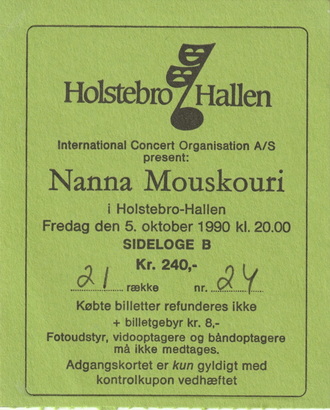 Holstebro Hallen
International Concert Organisation A/S
present:
Nanna Mouskouri
i Holstebro-Hallen
Fredag den 5. oktober 1990 kl. 20.00
SIDELOGE B
Kr. 240,-
21 række nr. 24
Købte billetter refunderes ikke
+ billetgebyr kr. 8,-
Fotoudstyr, vidooptagere og båndoptagere
må ikke medtages.
Adgangskortet er kun gyldigt med
kontrolkupon vedhæftet